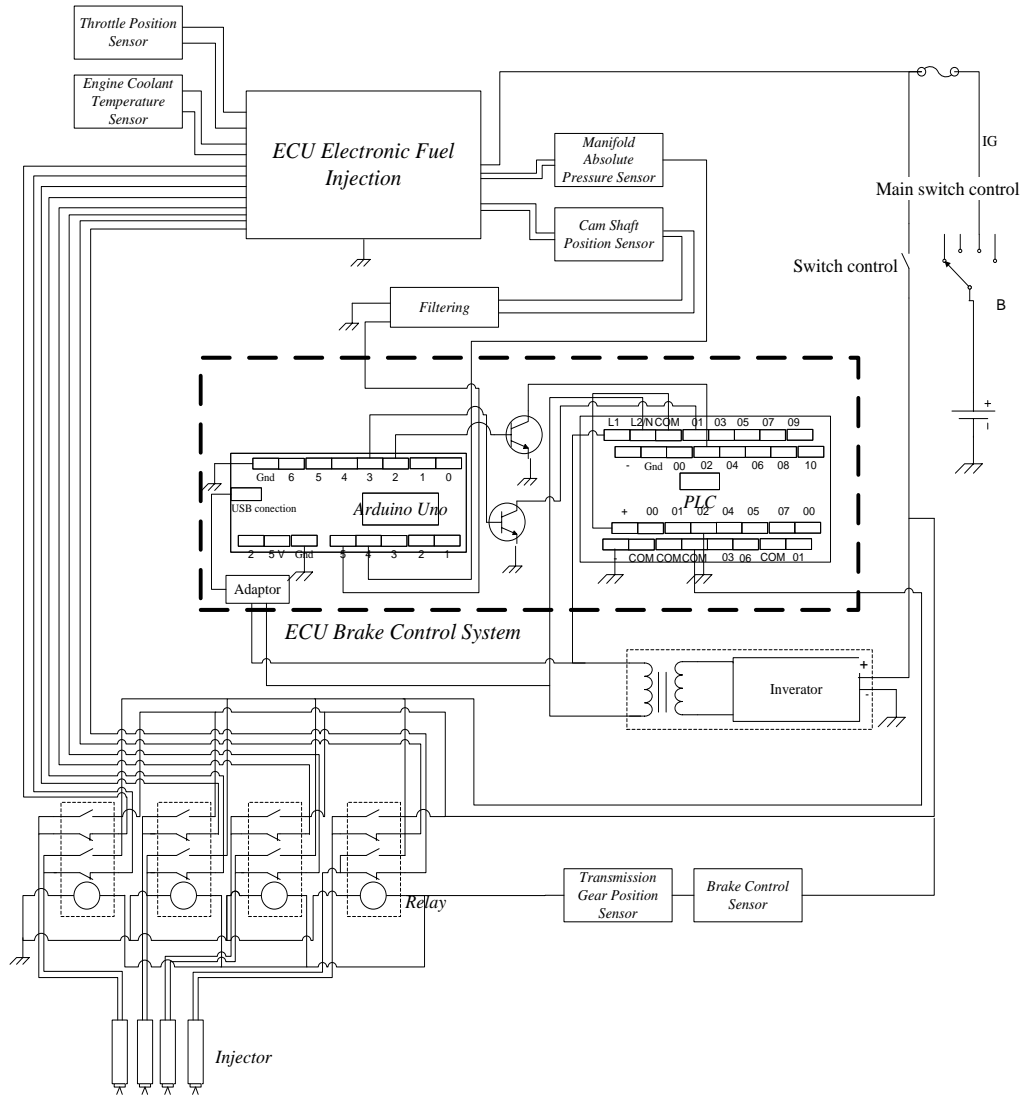 Throttle Position
Sensor
Engine Coolant
Temperature
Sensor
ECU Electronic Fuel
Injection
Manifold
Absolute
Pressure Sensor
Cam Shaft
Position Sensor
IG
Main switch control
Switch control
B
+
-
Filtering
L1 L2/N COM 01 03 05 07 09
- Gnd 00 02 04 06 08 10
PLC
+ 00 01 02 04 05 07 00
- COM COM COM 03 06 COM 01
Gnd 6 5 4 3 2 1 0
USB conection
Arduino Uno
2 5 V Gnd 5 4 3 2 1
Adaptor
ECU Brake Control System
Inverator
+
-
Relay
Transmission
Gear Position
Sensor
Brake Control
Sensor
Injector